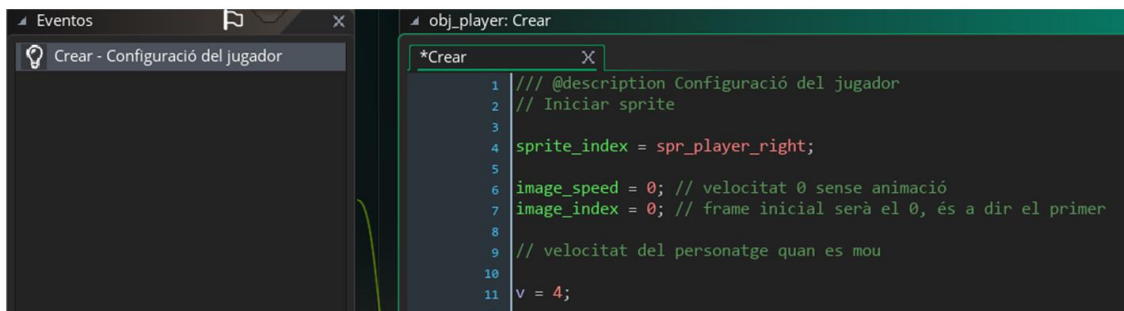 Eventos
Crear - Configuració del jugador
obj_player: Crear
*Crear
1 /// @description Configuració del jugador
2 // Iniciar sprite
3
4 sprite_index = spr_player_right;
5
6 image_speed = 0; // velocitat 0 sense animació
7 image_index = 0; // frame inicial serà el 0, és a dir el primer
8
9 // velocitat del personatge quan es mou
10
11 v = 4;